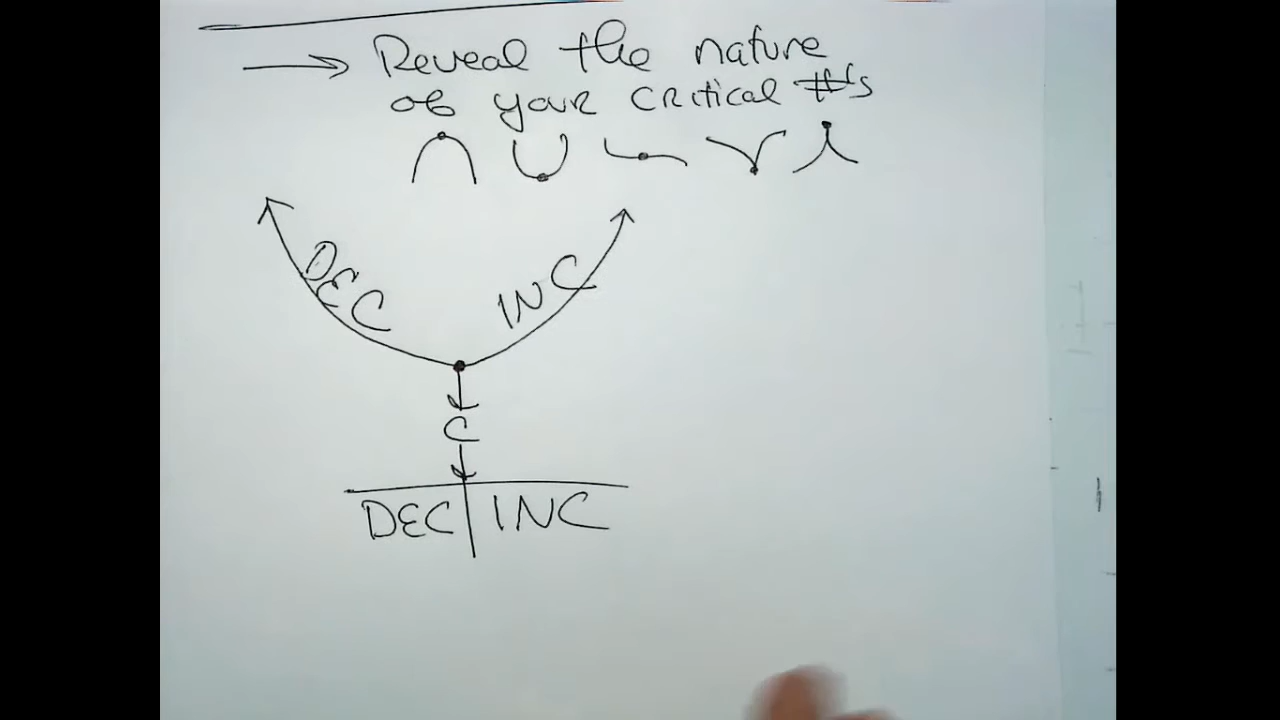 → Reveal the nature
of your critical #'s
DEC INC
C
DEC INC